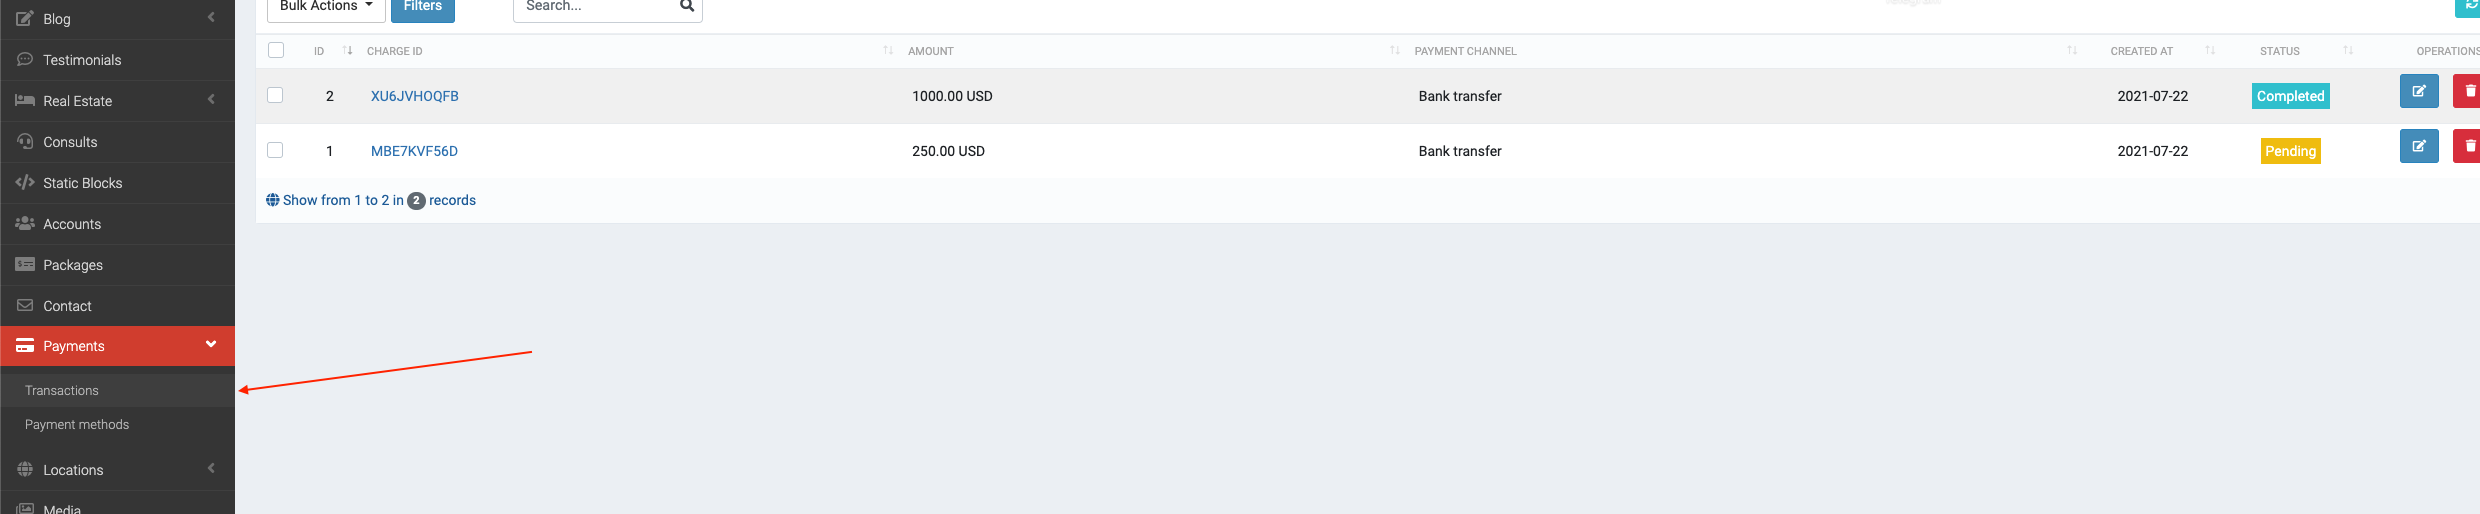 Blog
Testimonials
Real Estate
Consults
Static Blocks
Accounts
Packages
Contact
Payments
Transactions
Payment methods
Locations
Media
Bulk Actions Filters Search...
ID CHARGE ID AMOUNT PAYMENT CHANNEL CREATED AT STATUS OPERATIONS
2 XU6JVHOQFB 1000.00 USD Bank transfer 2021-07-22 Completed
1 MBE7KVF56D 250.00 USD Bank transfer 2021-07-22 Pending
Show from 1 to 2 in 2 records